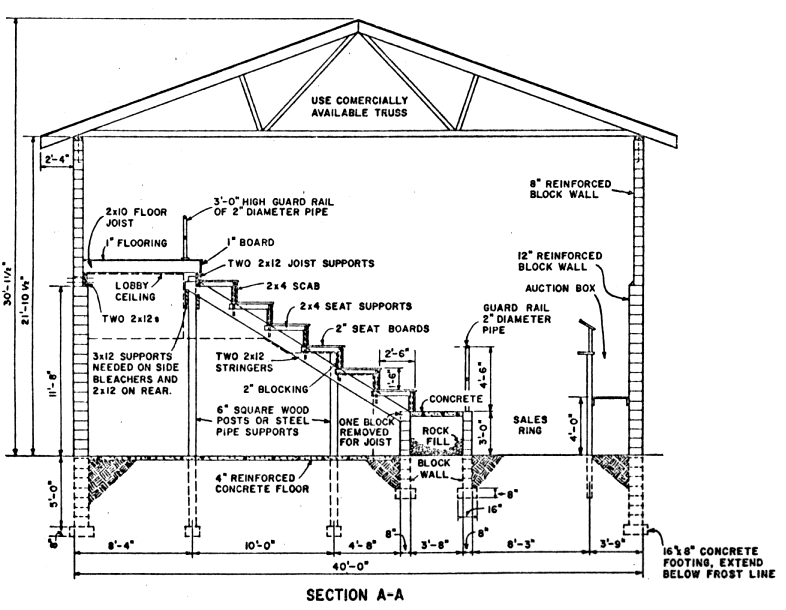 USE COMERCIALLY
AVAILABLE TRUSS
2'-4"
8" REINFORCED
BLOCK WALL
3'-0" HIGH GUARD RAIL
OF 2" DIAMETER PIPE
2x10 FLOOR
JOIST
1" FLOORING
1" BOARD
12" REINFORCED
BLOCK WALL
TWO 2x12 JOIST SUPPORTS
AUCTION BOX
LOBBY
CEILING
2x4 SCAB
30'-1 1/2"
21'-10 1/2"
TWO 2x12s
2x4 SEAT SUPPORTS
GUARD RAIL
2" DIAMETER
PIPE
2" SEAT BOARDS
3x12 SUPPORTS
NEEDED ON SIDE
BLEACHERS AND
2x12 ON REAR.
TWO 2x12
STRINGERS
2'-6"
11'-8"
2" BLOCKING
1'-6"
4'-6"
CONCRETE
6" SQUARE WOOD
POSTS OR STEEL
PIPE SUPPORTS
ONE BLOCK
REMOVED
FOR JOIST
ROCK
FILL
3'-0"
SALES
RING
4'-0"
4" REINFORCED
CONCRETE FLOOR
BLOCK
WALL
5'-0"
8"
16"
8"
8"
8"
8'-4"
10'-0"
4'-8"
3'-8"
8'-3"
3'-9"
16"x8" CONCRETE
FOOTING, EXTEND
BELOW FROST LINE
40'-0"
SECTION A-A